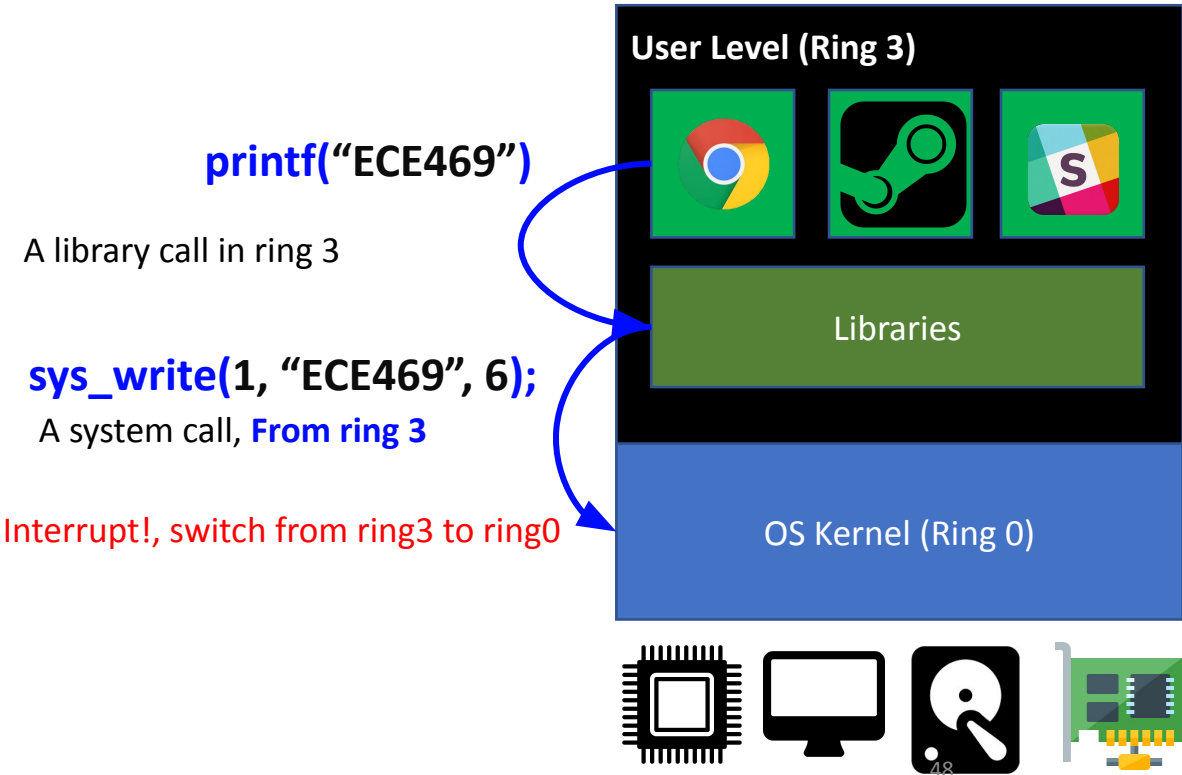 User Level (Ring 3)
printf(“ECE469”)
S
A library call in ring 3
Libraries
sys_write(1, “ECE469”, 6);
A system call, From ring 3
Interrupt!, switch from ring3 to ring0
OS Kernel (Ring 0)
48